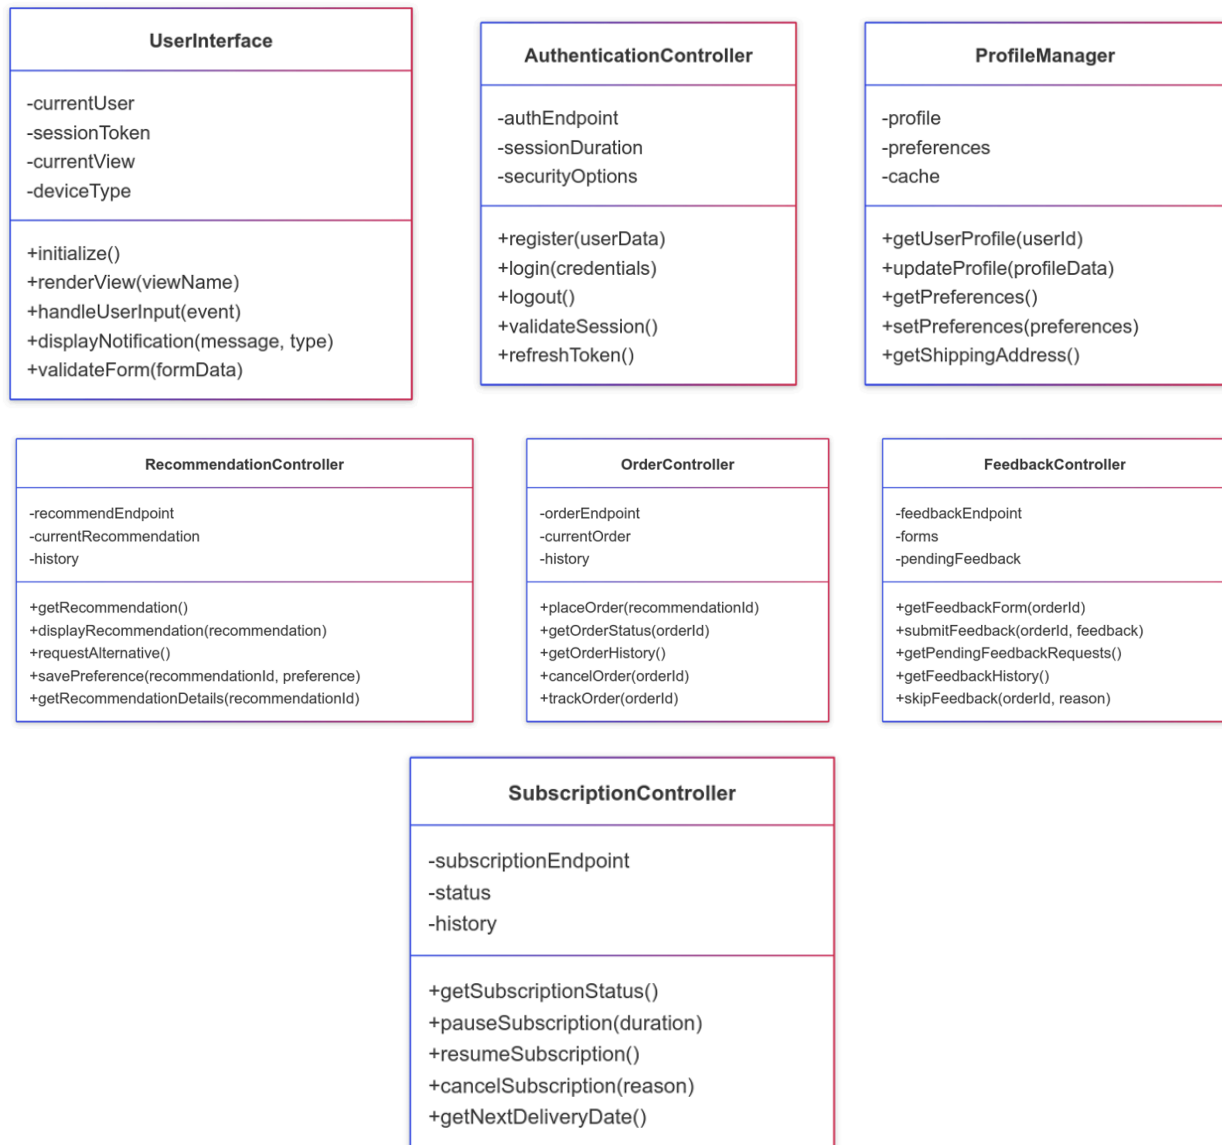 UserInterface
-currentUser
-sessionToken
-currentView
-deviceType
+initialize()
+renderView(viewName)
+handleUserInput(event)
+displayNotification(message, type)
+validateForm(formData)
AuthenticationController
-authEndpoint
-sessionDuration
-securityOptions
+register(userData)
+login(credentials)
+logout()
+validateSession()
+refreshToken()
ProfileManager
-profile
-preferences
-cache
+getUserProfile(userId)
+updateProfile(profileData)
+getPreferences()
+setPreferences(preferences)
+getShippingAddress()
RecommendationController
-recommendEndpoint
-currentRecommendation
-history
+getRecommendation()
+displayRecommendation(recommendation)
+requestAlternative()
+savePreference(recommendationId, preference)
+getRecommendationDetails(recommendationId)
OrderController
-orderEndpoint
-currentOrder
-history
+placeOrder(recommendationId)
+getOrderStatus(orderId)
+getOrderHistory()
+cancelOrder(orderId)
+trackOrder(orderId)
FeedbackController
-feedbackEndpoint
-forms
-pendingFeedback
+getFeedbackForm(orderId)
+submitFeedback(orderId, feedback)
+getPendingFeedbackRequests()
+getFeedbackHistory()
+skipFeedback(orderId, reason)
SubscriptionController
-subscriptionEndpoint
-status
-history
+getSubscriptionStatus()
+pauseSubscription(duration)
+resumeSubscription()
+cancelSubscription(reason)
+getNextDeliveryDate()